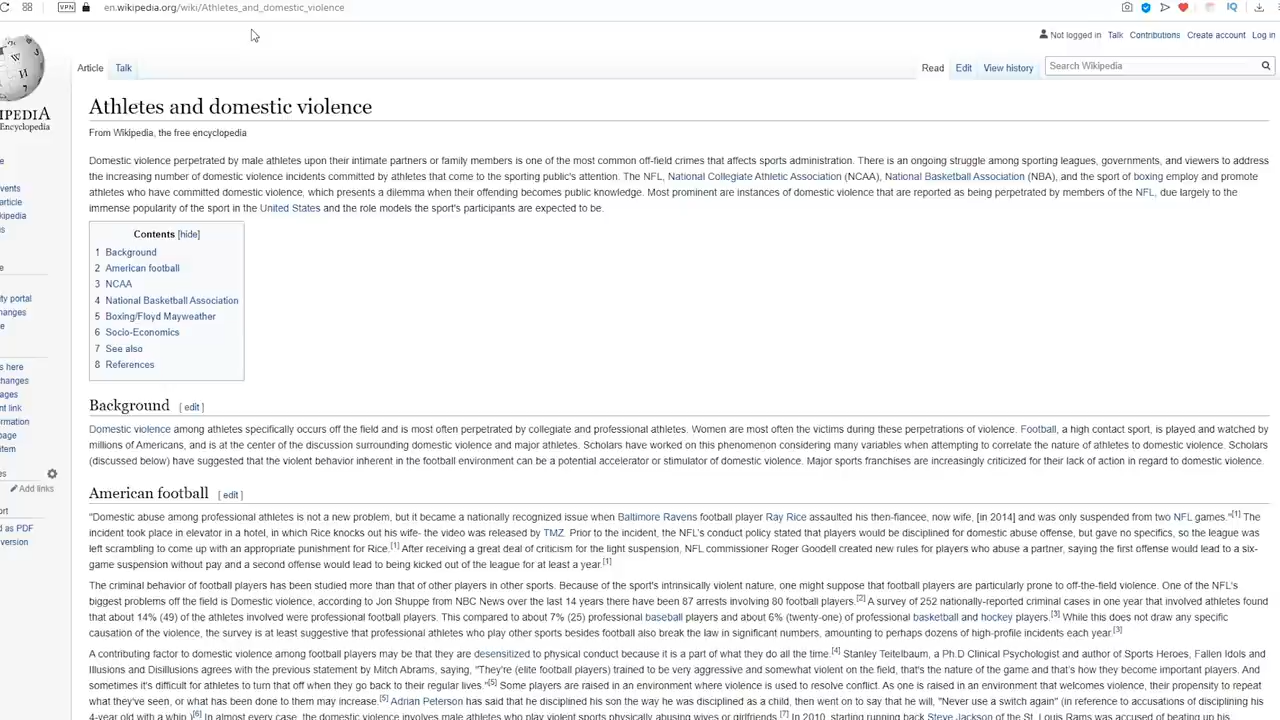 VPN en.wikipedia.org/wiki/Athletes_and_domestic_violence
Not logged in Talk Contributions Create account Log in
Article Talk Read Edit View history Search Wikipedia
IPEDIA
Encyclopedia
Athletes and domestic violence
From Wikipedia, the free encyclopedia
Domestic violence perpetrated by male athletes upon their intimate partners or family members is one of the most common off-field crimes that affects sports administration. There is an ongoing struggle among sporting leagues, governments, and viewers to address
the increasing number of domestic violence incidents committed by athletes that come to the sporting public's attention. The NFL, National Collegiate Athletic Association (NCAA), National Basketball Association (NBA), and the sport of boxing employ and promote
athletes who have committed domestic violence, which presents a dilemma when their offending becomes public knowledge. Most prominent are instances of domestic violence that are reported as being perpetrated by members of the NFL, due largely to the
immense popularity of the sport in the United States and the role models the sport's participants are expected to be.
Contents [hide]
1 Background
2 American football
3 NCAA
4 National Basketball Association
5 Boxing/Floyd Mayweather
6 Socio-Economics
7 See also
8 References
vents
article
kipedia
ity portal
hanges
s here
changes
ages
nt link
ormation
page
item
Add links
d as PDF
version
Background [ edit ]
Domestic violence among athletes specifically occurs off the field and is most often perpetrated by collegiate and professional athletes. Women are most often the victims during these perpetrations of violence. Football, a high contact sport, is played and watched by
millions of Americans, and is at the center of the discussion surrounding domestic violence and major athletes. Scholars have worked on this phenomenon considering many variables when attempting to correlate the nature of athletes to domestic violence. Scholars
(discussed below) have suggested that the violent behavior inherent in the football environment can be a potential accelerator or stimulator of domestic violence. Major sports franchises are increasingly criticized for their lack of action in regard to domestic violence.
American football [ edit ]
"Domestic abuse among professional athletes is not a new problem, but it became a nationally recognized issue when Baltimore Ravens football player Ray Rice assaulted his then-fiancee, now wife, [in 2014] and was only suspended from two NFL games."[1] The
incident took place in elevator in a hotel, in which Rice knocks out his wife- the video was released by TMZ. Prior to the incident, the NFL's conduct policy stated that players would be disciplined for domestic abuse offense, but gave no specifics, so the league was
left scrambling to come up with an appropriate punishment for Rice.[1] After receiving a great deal of criticism for the light suspension, NFL commissioner Roger Goodell created new rules for players who abuse a partner, saying the first offense would lead to a six-
game suspension without pay and a second offense would lead to being kicked out of the league for at least a year.[1]
The criminal behavior of football players has been studied more than that of other players in other sports. Because of the sport's intrinsically violent nature, one might suppose that football players are particularly prone to off-the-field violence. One of the NFL's
biggest problems off the field is Domestic violence, according to Jon Shuppe from NBC News over the last 14 years there have been 87 arrests involving 80 football players.[2] A survey of 252 nationally-reported criminal cases in one year that involved athletes found
that about 14% (49) of the athletes involved were professional football players. This compared to about 7% (25) professional baseball players and about 6% (twenty-one) of professional basketball and hockey players.[3] While this does not draw any specific
causation of the violence, the survey is at least suggestive that professional athletes who play other sports besides football also break the law in significant numbers, amounting to perhaps dozens of high-profile incidents each year.[3]
A contributing factor to domestic violence among football players may be that they are desensitized to physical conduct because it is a part of what they do all the time.[4] Stanley Teitelbaum, a Ph.D Clinical Psychologist and author of Sports Heroes, Fallen Idols and
Illusions and Disillusions agrees with the previous statement by Mitch Abrams, saying, "They're (elite football players) trained to be very aggressive and somewhat violent on the field, that's the nature of the game and that's how they become important players. And
sometimes it's difficult for athletes to turn that off when they go back to their regular lives."[5] Some players are raised in an environment where violence is used to resolve conflict. As one is raised in an environment that welcomes violence, their propensity to repeat
what they've seen, or what has been done to them may increase.[5] Adrian Peterson has said he disciplined his son the way he was disciplined as a child, then went on to say that he will, "Never use a switch again" (in reference to accusations of disciplining his
4-year old with a whip.)[6] In almost every case, the domestic violence involves male athletes who play violent sports physically abusing wives or girlfriends.[7] In 2010, starting running back Steve Jackson of the St. Louis Rams was accused of beating up his